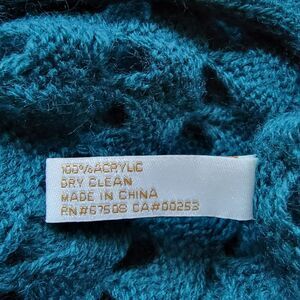 100% ACRYLIC
DRY CLEAN
MADE IN CHINA
RN#67508 CA#00253